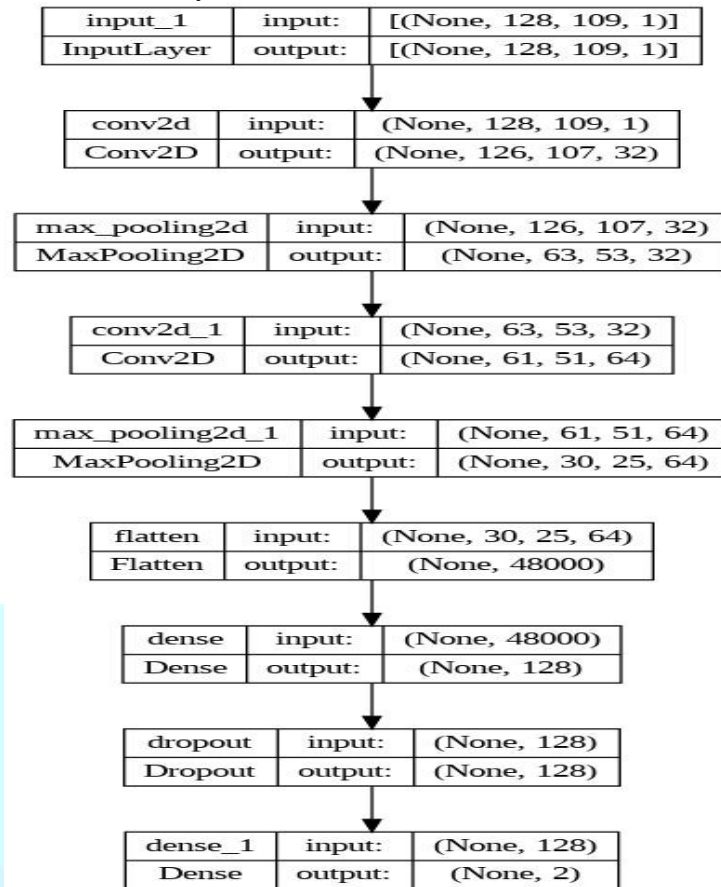 input_1 input: [(None, 128, 109, 1)]
InputLayer output: [(None, 128, 109, 1)]
conv2d input: (None, 128, 109, 1)
Conv2D output: (None, 126, 107, 32)
max_pooling2d input: (None, 126, 107, 32)
MaxPooling2D output: (None, 63, 53, 32)
conv2d_1 input: (None, 63, 53, 32)
Conv2D output: (None, 61, 51, 64)
max_pooling2d_1 input: (None, 61, 51, 64)
MaxPooling2D output: (None, 30, 25, 64)
flatten input: (None, 30, 25, 64)
Flatten output: (None, 48000)
dense input: (None, 48000)
Dense output: (None, 128)
dropout input: (None, 128)
Dropout output: (None, 128)
dense_1 input: (None, 128)
Dense output: (None, 2)